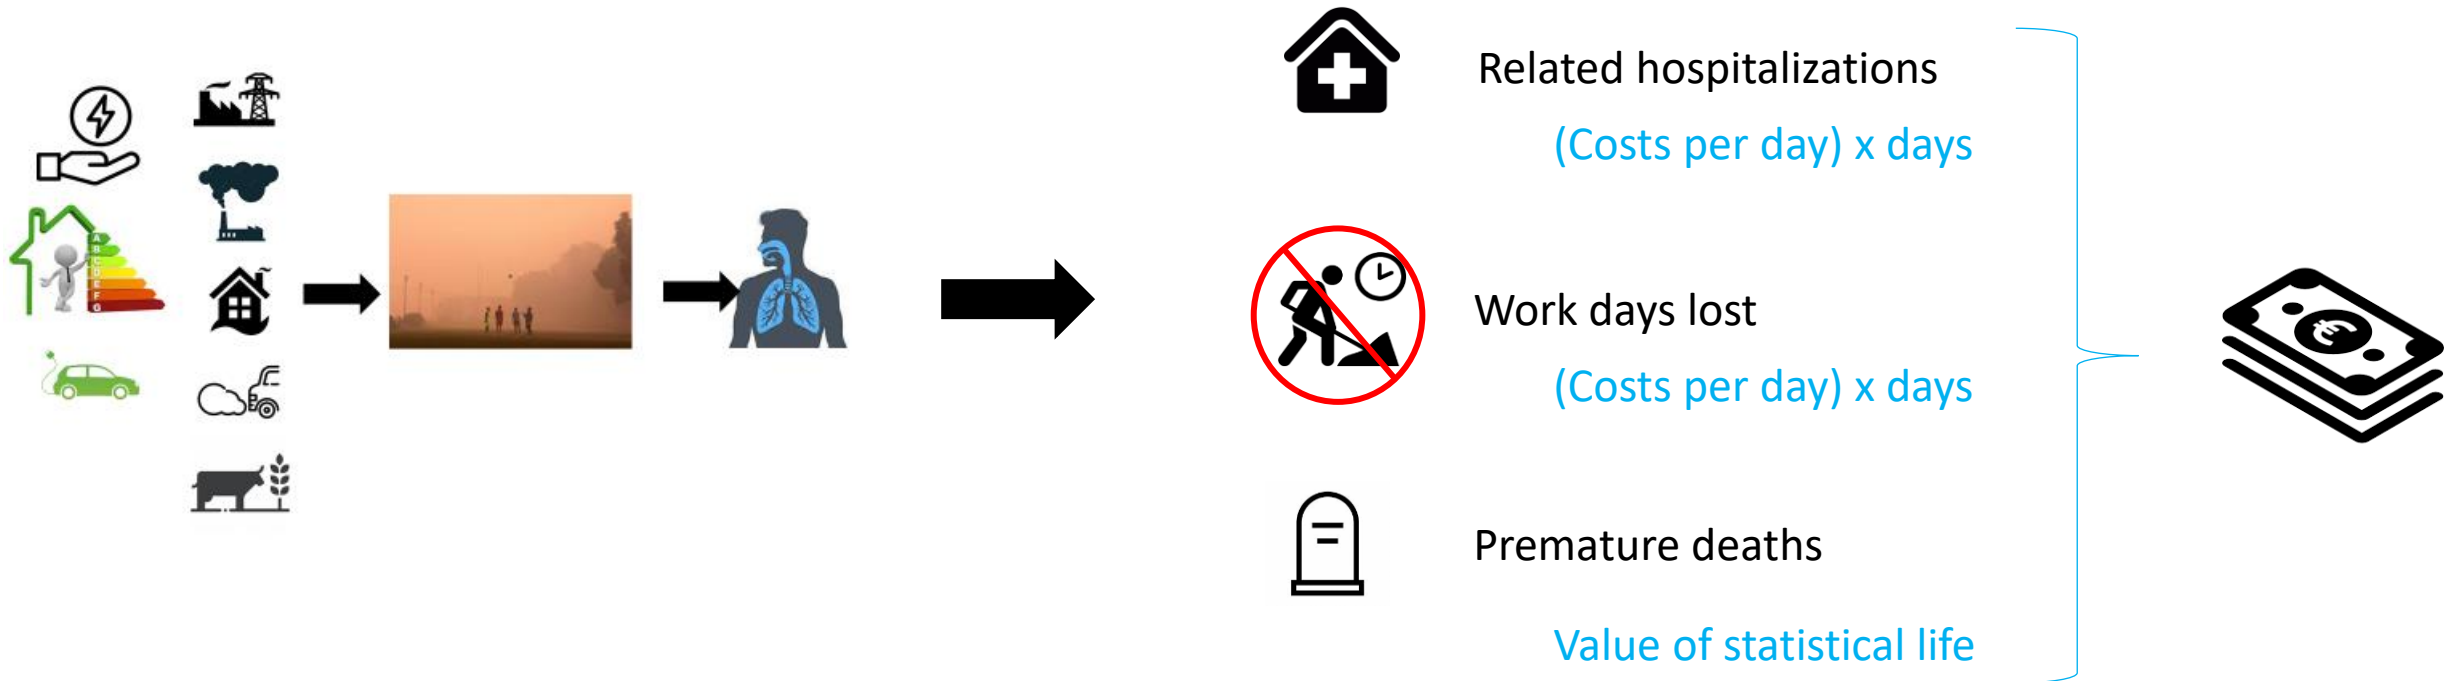 Related hospitalizations
(Costs per day) x days
A
B
C
D
E
F
G
Work days lost
(Costs per day) x days
€
Premature deaths
Value of statistical life